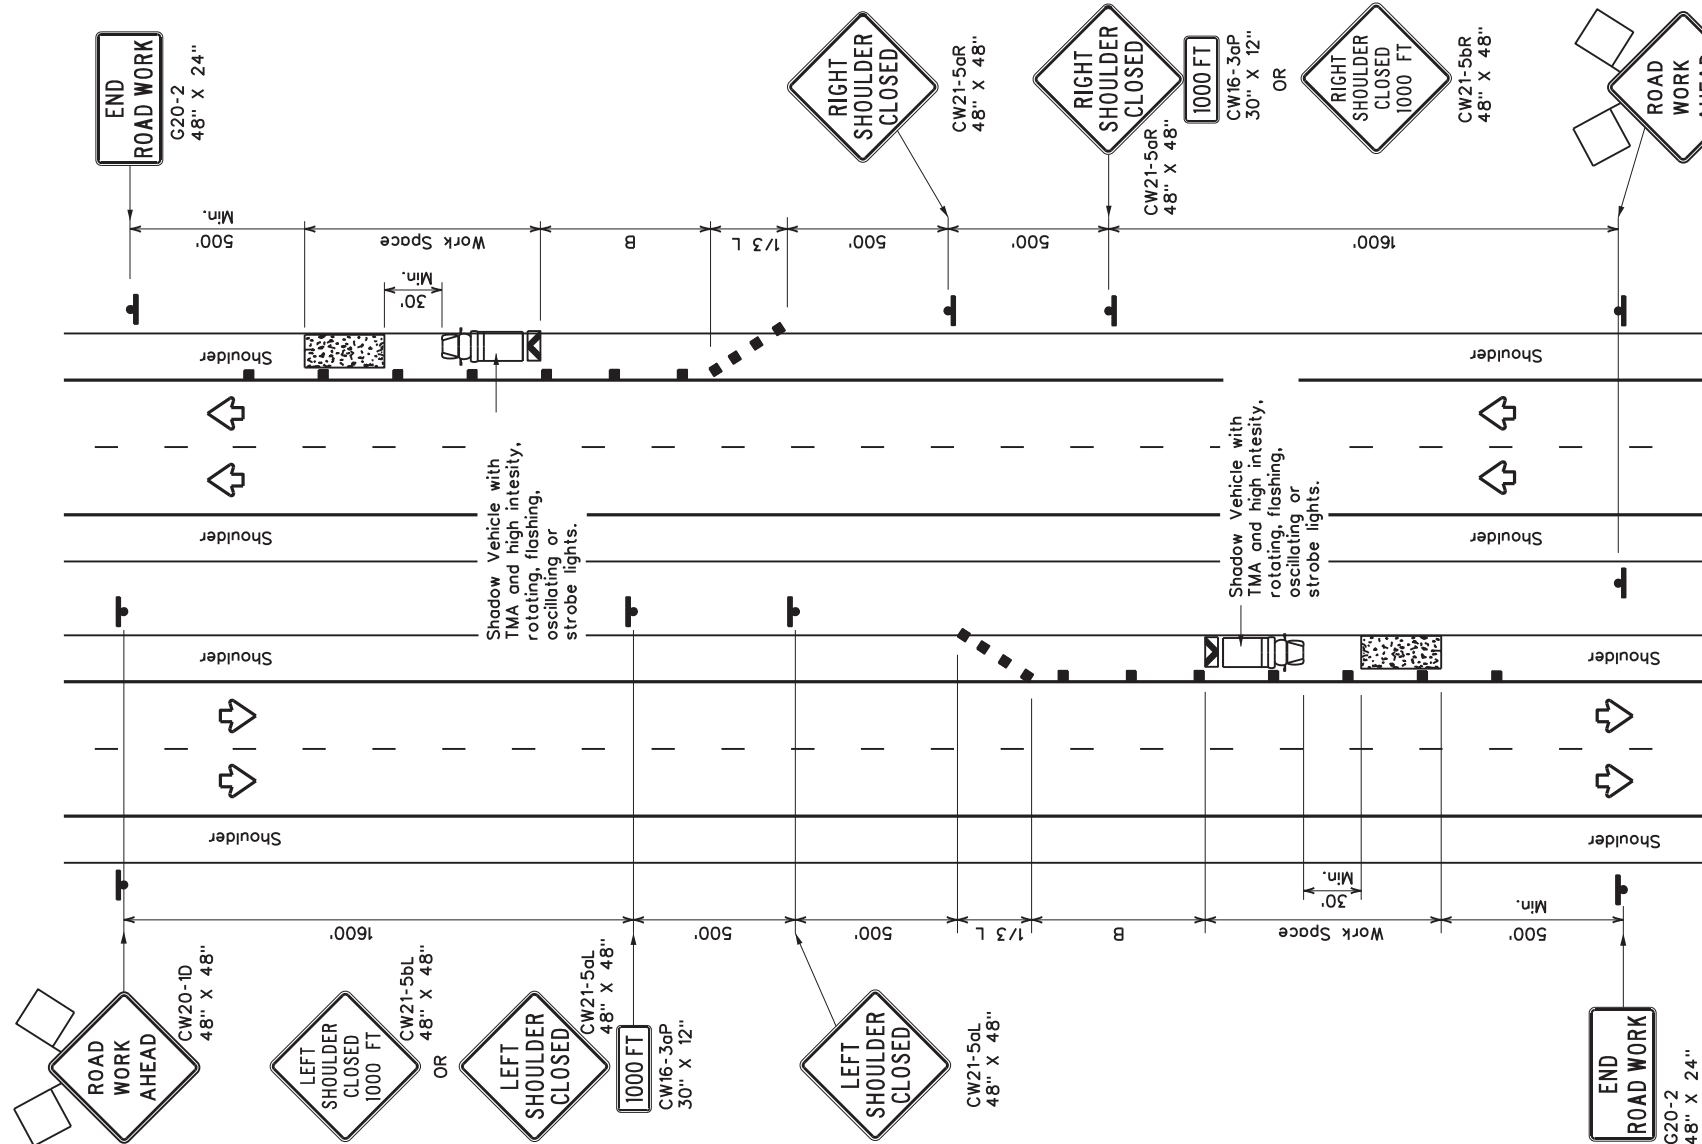 END
ROAD WORK
G20-2
48" X 24"
RIGHT
SHOULDER
CLOSED
CW21-5aR
48" X 48"
RIGHT
SHOULDER
CLOSED
CW21-5aR
48" X 48"
1000 FT
CW16-3aP
30" X 12"
OR
RIGHT
SHOULDER
CLOSED
1000 FT
CW21-5bR
48" X 48"
ROAD
WORK
500'
Min.
Work Space
B
1/3 L
500'
500'
1600'
30'
Min.
Shoulder
Shoulder
Shadow Vehicle with
TMA and high intesity,
rotating, flashing,
oscillating or
strobe lights.
Shadow Vehicle with
TMA and high intesity,
rotating, flashing,
oscillating or
strobe lights.
Shoulder
Shoulder
Shoulder
Shoulder
Shoulder
Shoulder
1600'
500'
500'
1/3 L
B
Work Space
30'
Min.
500'
Min.
ROAD
WORK
AHEAD
CW20-1D
48" X 48"
LEFT
SHOULDER
CLOSED
1000 FT
CW21-5bL
48" X 48"
OR
LEFT
SHOULDER
CLOSED
CW21-5aL
48" X 48"
1000 FT
CW16-3aP
30" X 12"
LEFT
SHOULDER
CLOSED
CW21-5aL
48" X 48"
END
ROAD WORK
G20-2
48" X 24"